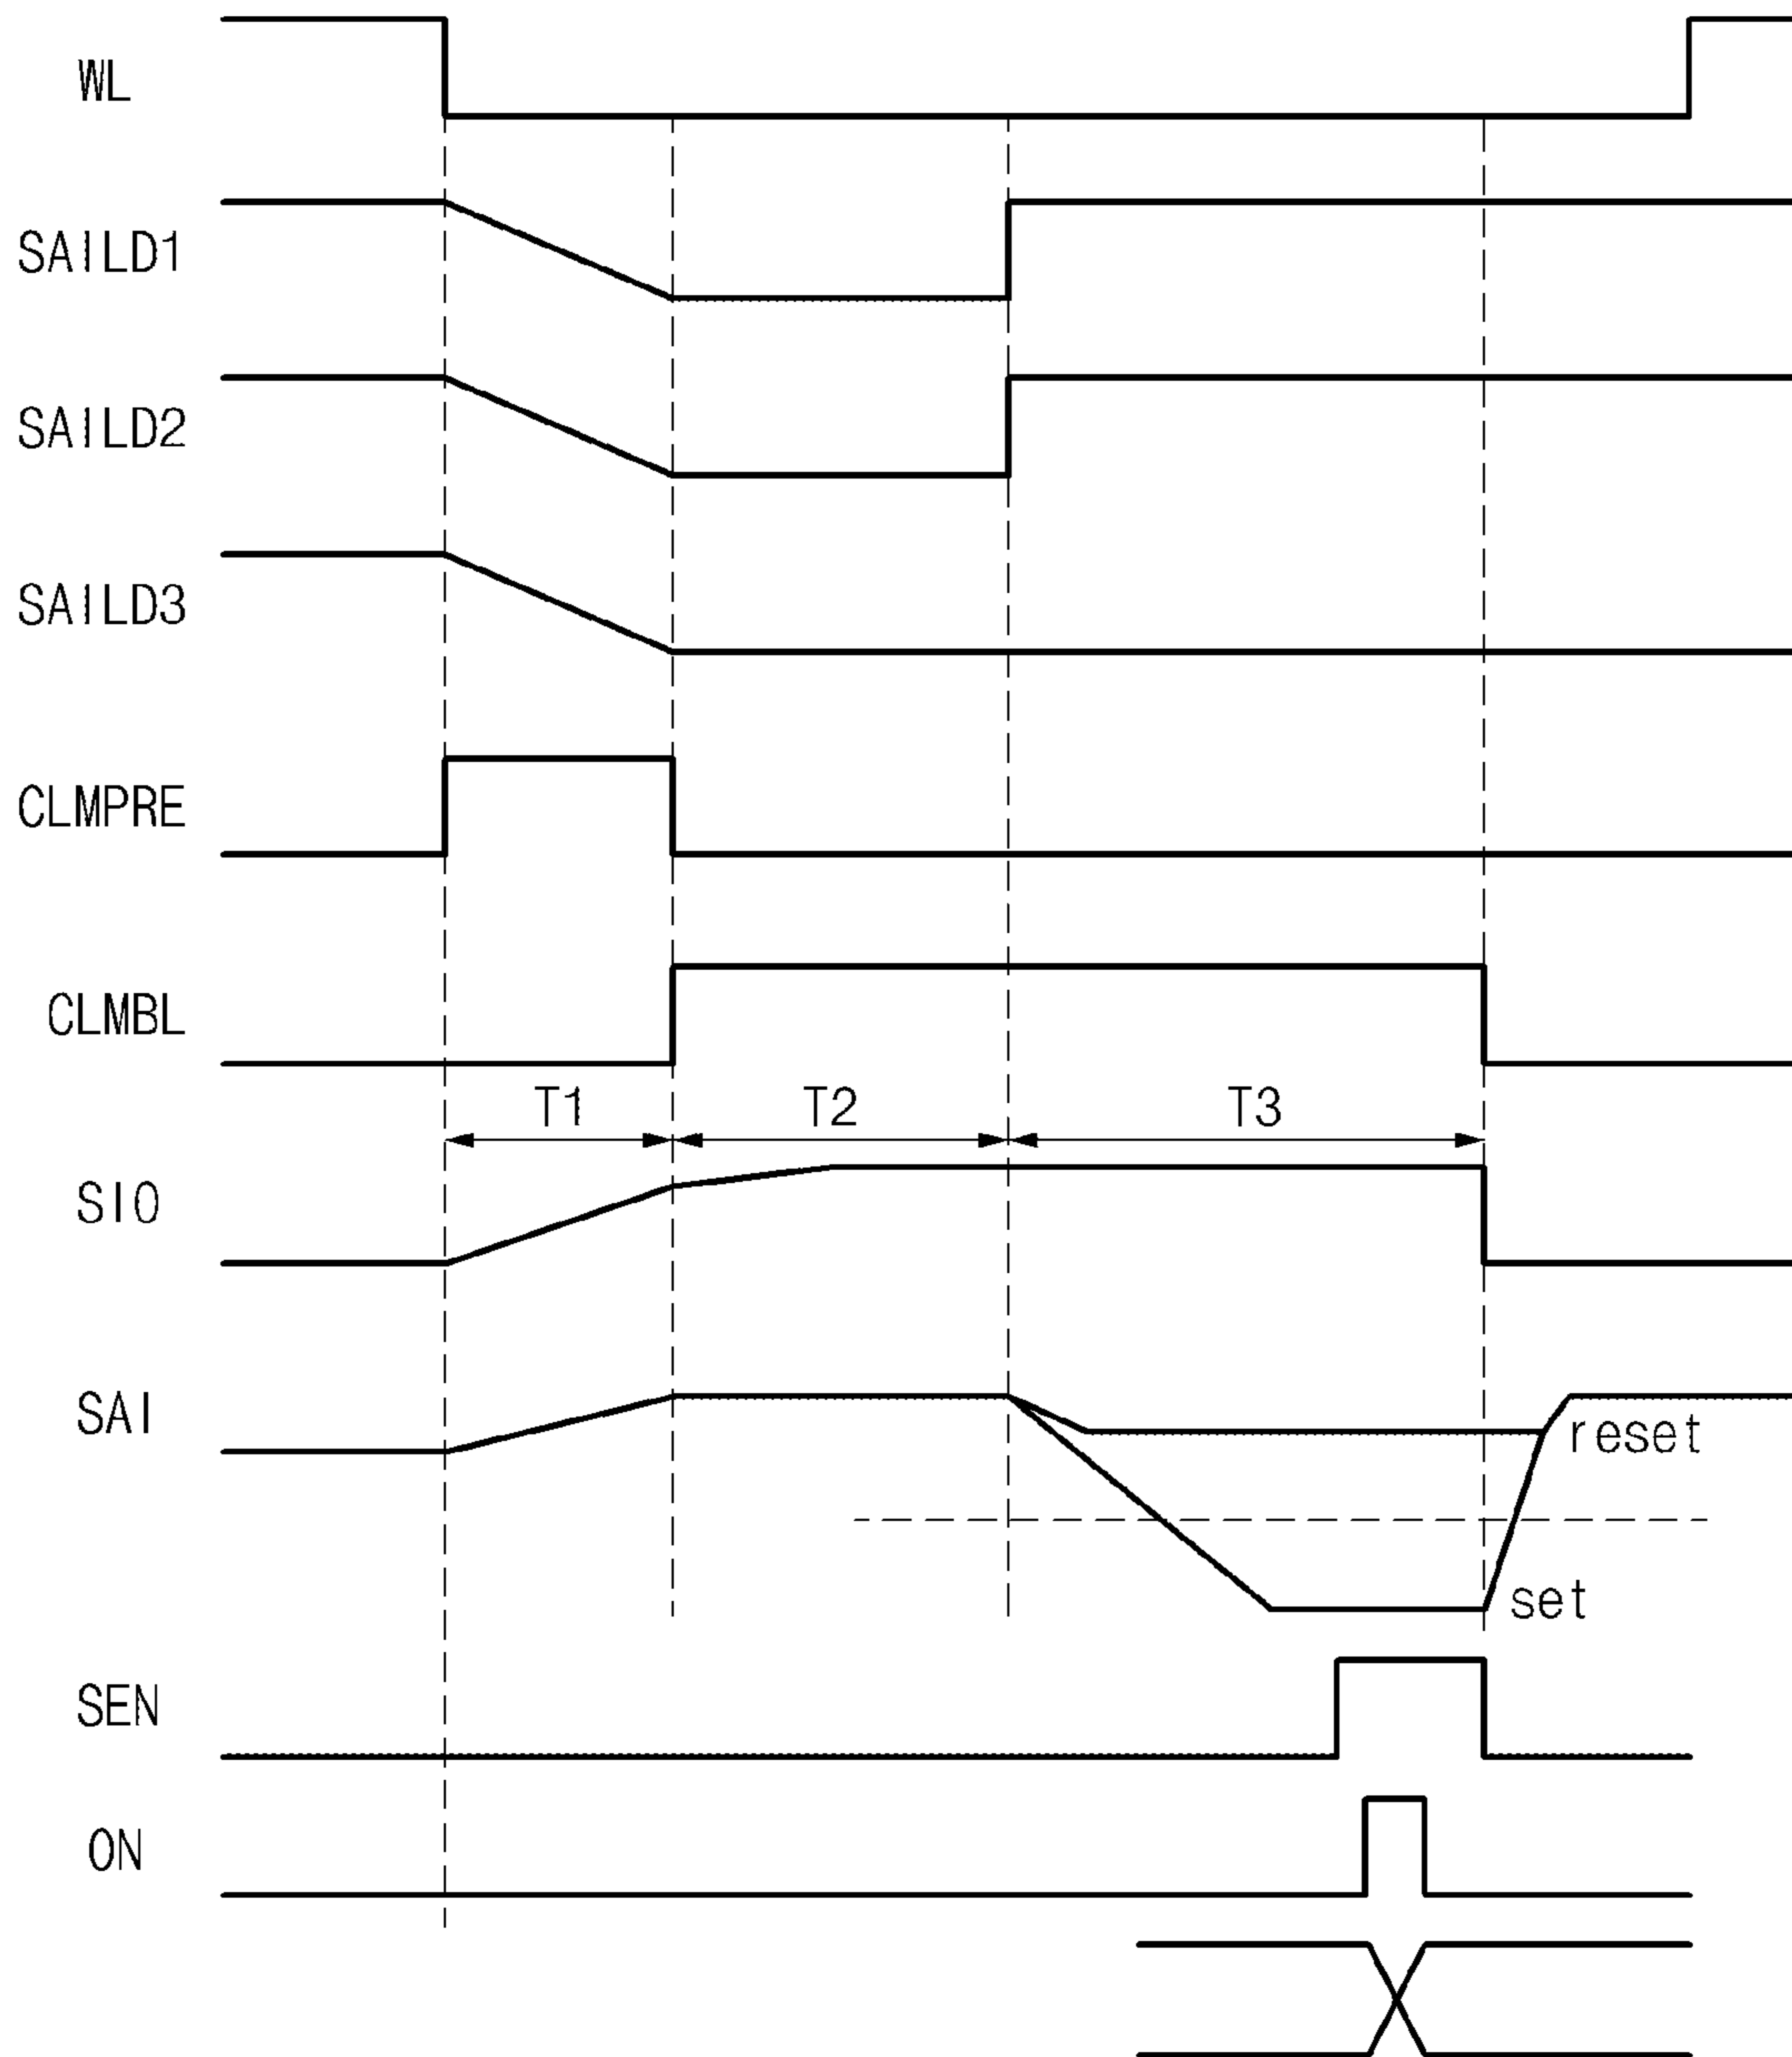 WL
SAILD1
SAILD2
SAILD3
CLMPRE
CLMBL
T1 T2 T3
SIO
SAI
reset
set
SEN
ON